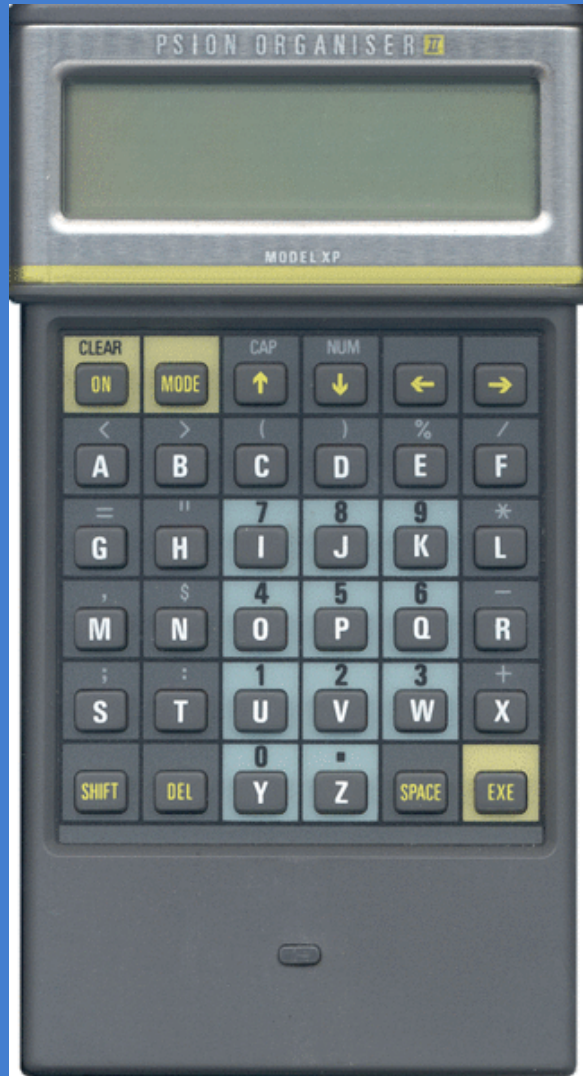 PSION ORGANISER II
MODEL XP
CLEAR CAP NUM
ON MODE ↑ ↓ ← →
< > ( ) % /
A B C D E F
= " 7 8 9 *
G H I J K L
, $ 4 5 6 −
M N O P Q R
; : 1 2 3 +
S T U V W X
0 .
SHIFT DEL Y Z SPACE EXE